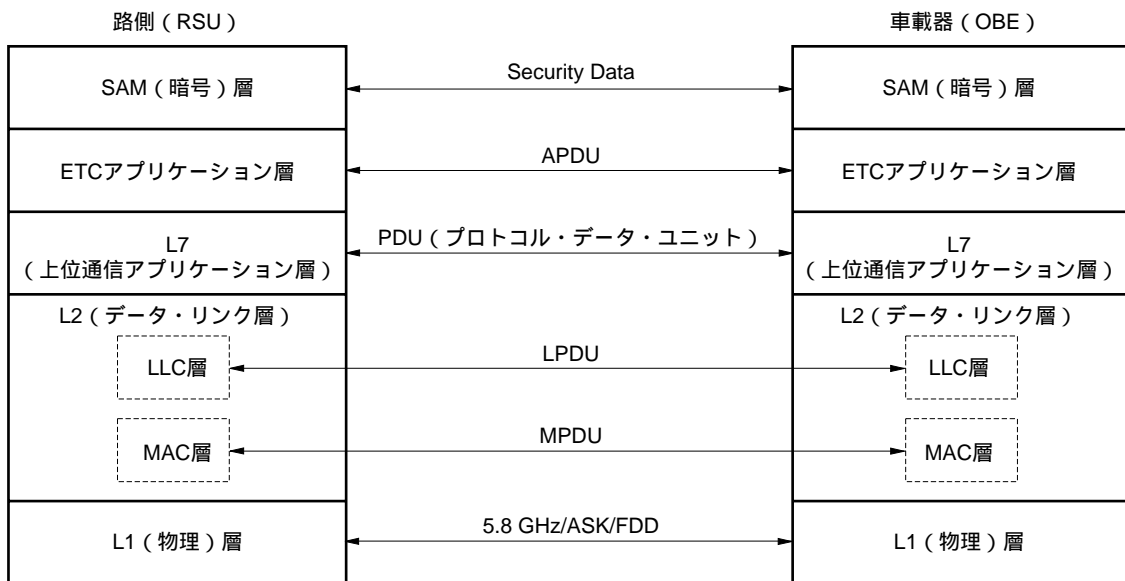 路側（RSU） 車載器（OBE）
SAM（暗号）層 Security Data SAM（暗号）層
ETCアプリケーション層 APDU ETCアプリケーション層
L7 PDU（プロトコル・データ・ユニット） L7
（上位通信アプリケーション層） （上位通信アプリケーション層）
L2（データ・リンク層） L2（データ・リンク層）
LLC層 LPDU LLC層
MAC層 MPDU MAC層
L1（物理）層 5.8 GHz/ASK/FDD L1（物理）層